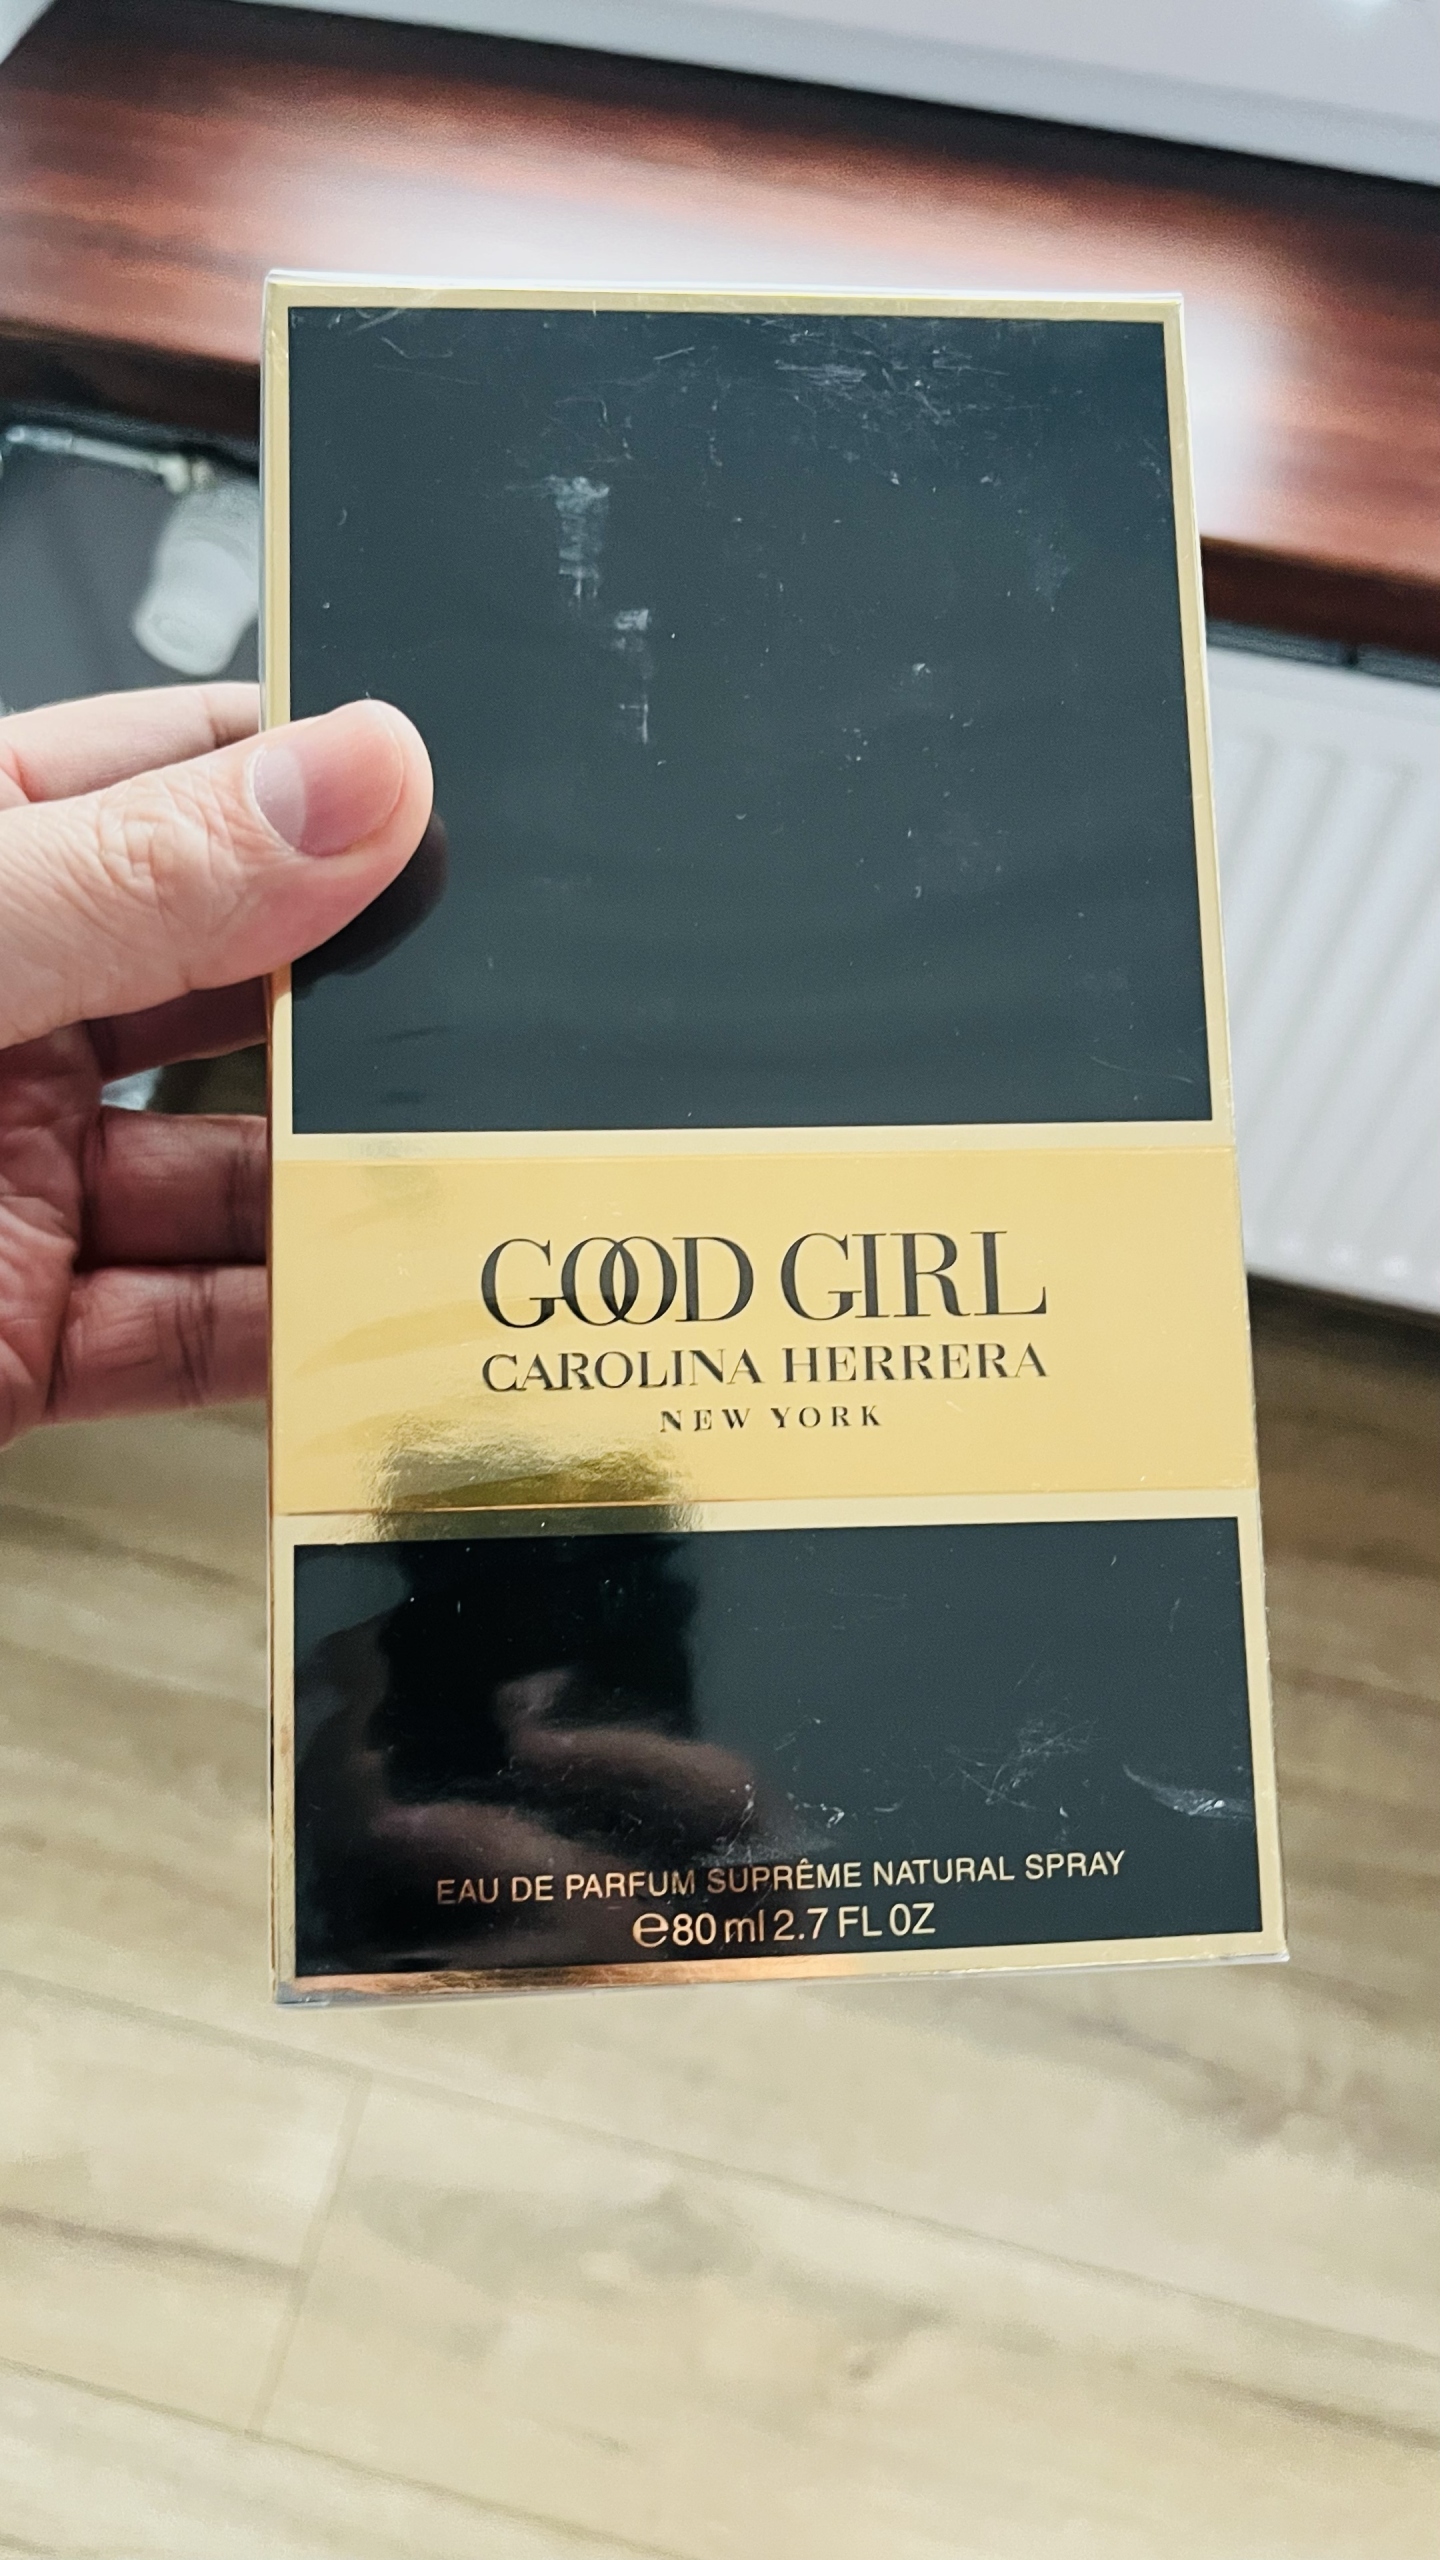 GOOD GIRL
CAROLINA HERRERA
NEW YORK
EAU DE PARFUM SUPRÊME NATURAL SPRAY
℮80 ml 2.7 FL OZ